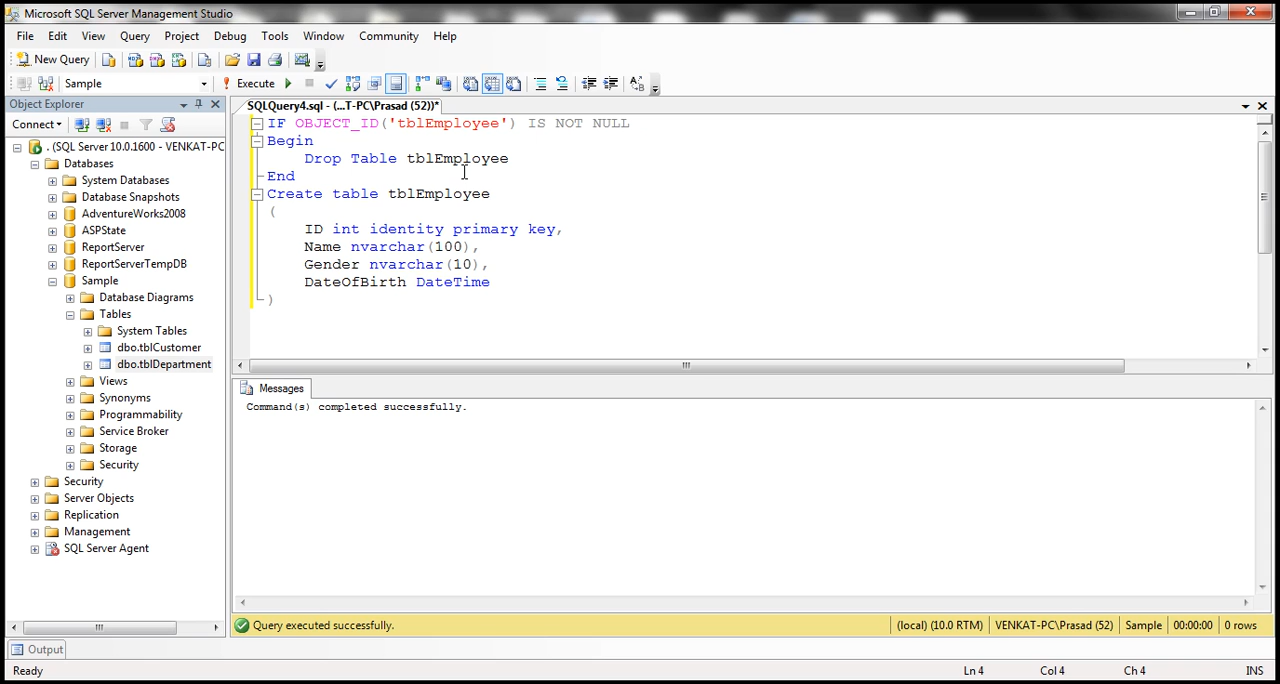 Microsoft SQL Server Management Studio
File Edit View Query Project Debug Tools Window Community Help
New Query
Sample Execute
Object Explorer
SQLQuery4.sql - (...T-PC\Prasad (52))*
Connect
. (SQL Server 10.0.1600 - VENKAT-PC
Databases
System Databases
Database Snapshots
AdventureWorks2008
ASPState
ReportServer
ReportServerTempDB
Sample
Database Diagrams
Tables
System Tables
dbo.tblCustomer
dbo.tblDepartment
Views
Synonyms
Programmability
Service Broker
Storage
Security
Security
Server Objects
Replication
Management
SQL Server Agent
IF OBJECT_ID('tblEmployee') IS NOT NULL
Begin
Drop Table tblEmployee
End
Create table tblEmployee
(
ID int identity primary key,
Name nvarchar(100),
Gender nvarchar(10),
DateOfBirth DateTime
)
Messages
Command(s) completed successfully.
Query executed successfully. (local) (10.0 RTM) VENKAT-PC\Prasad (52) Sample 00:00:00 0 rows
Output
Ready Ln 4 Col 4 Ch 4 INS